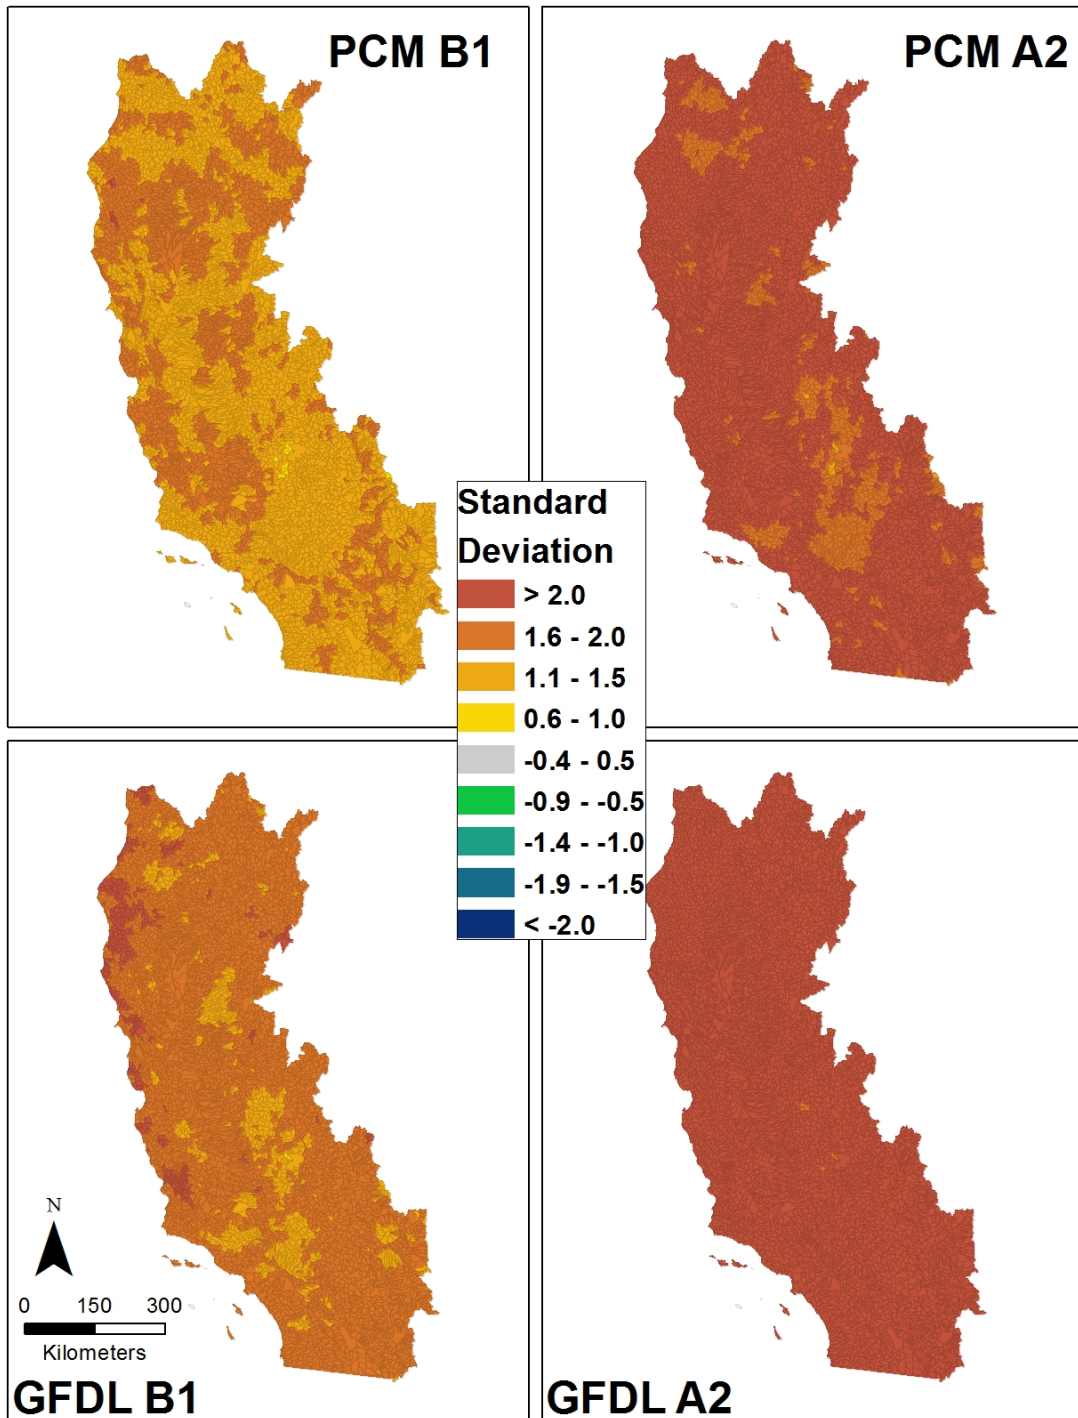 PCM B1
PCM A2
Standard
Deviation
> 2.0
1.6 - 2.0
1.1 - 1.5
0.6 - 1.0
-0.4 - 0.5
-0.9 - -0.5
-1.4 - -1.0
-1.9 - -1.5
< -2.0
N
0 150 300
Kilometers
GFDL B1
GFDL A2